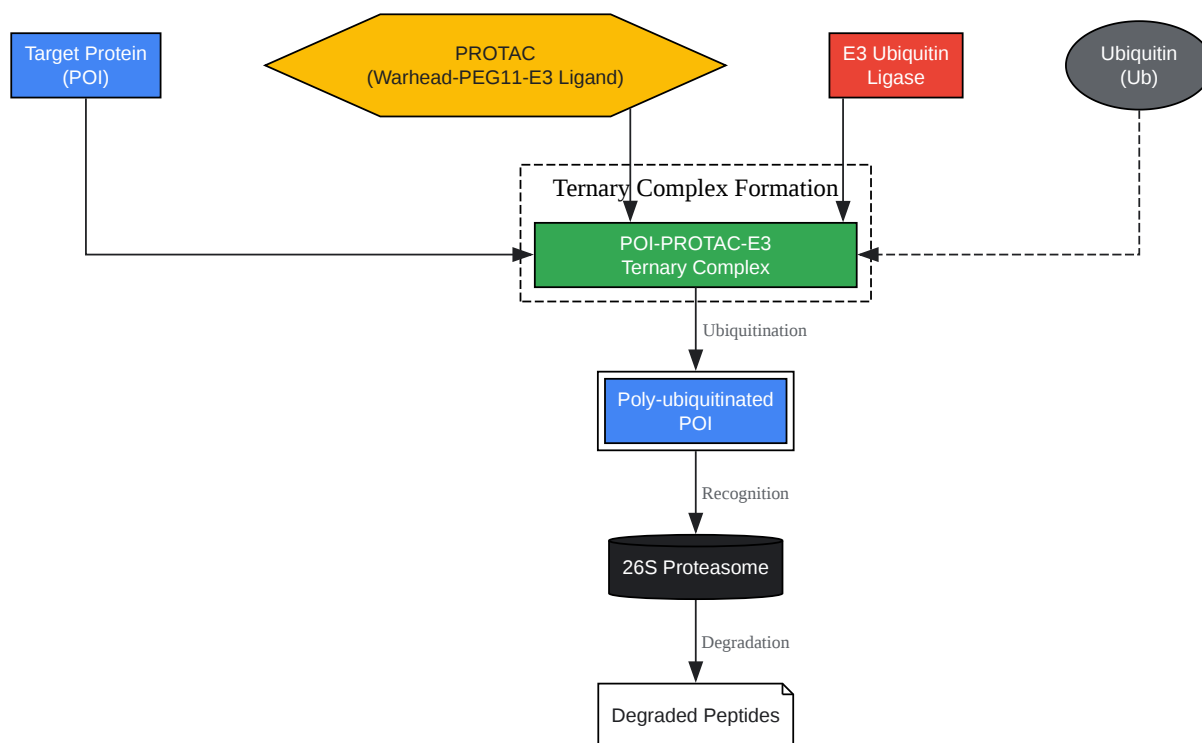 Target Protein
(POI)
PROTAC
(Warhead-PEG11-E3 Ligand)
E3 Ubiquitin
Ligase
Ubiquitin
(Ub)
Ternary Complex Formation
POI-PROTAC-E3
Ternary Complex
Ubiquitination
Poly-ubiquitinated
POI
Recognition
26S Proteasome
Degradation
Degraded Peptides